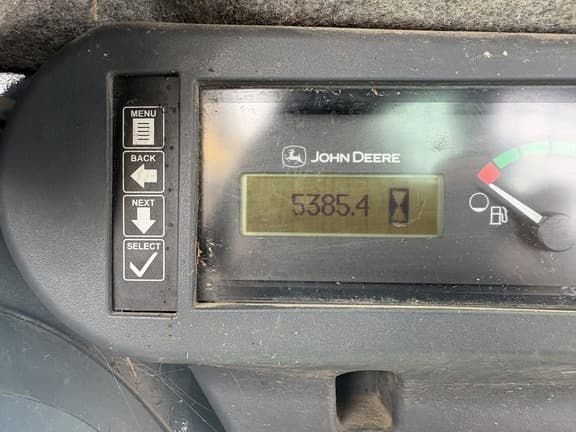 MENU
BACK
NEXT
SELECT
JOHN DEERE
5385.4